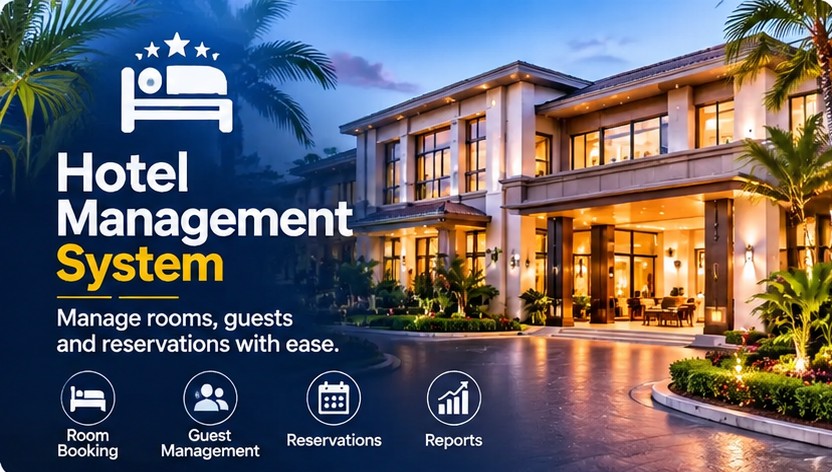 Hotel
Management
System
Manage rooms, guests
and reservations with ease.
Room
Booking
Guest
Management
Reservations
Reports